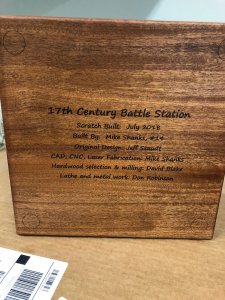 17th Century Battle Station
Scratch Built: July 2018
Built By: Mike Shanks, #14
Original Design: Jeff Staudt
CAD, CNC, Laser Fabrication: Mike Shanks
Hardwood selection & milling: David Blake
Lathe and metal work: Don Robinson